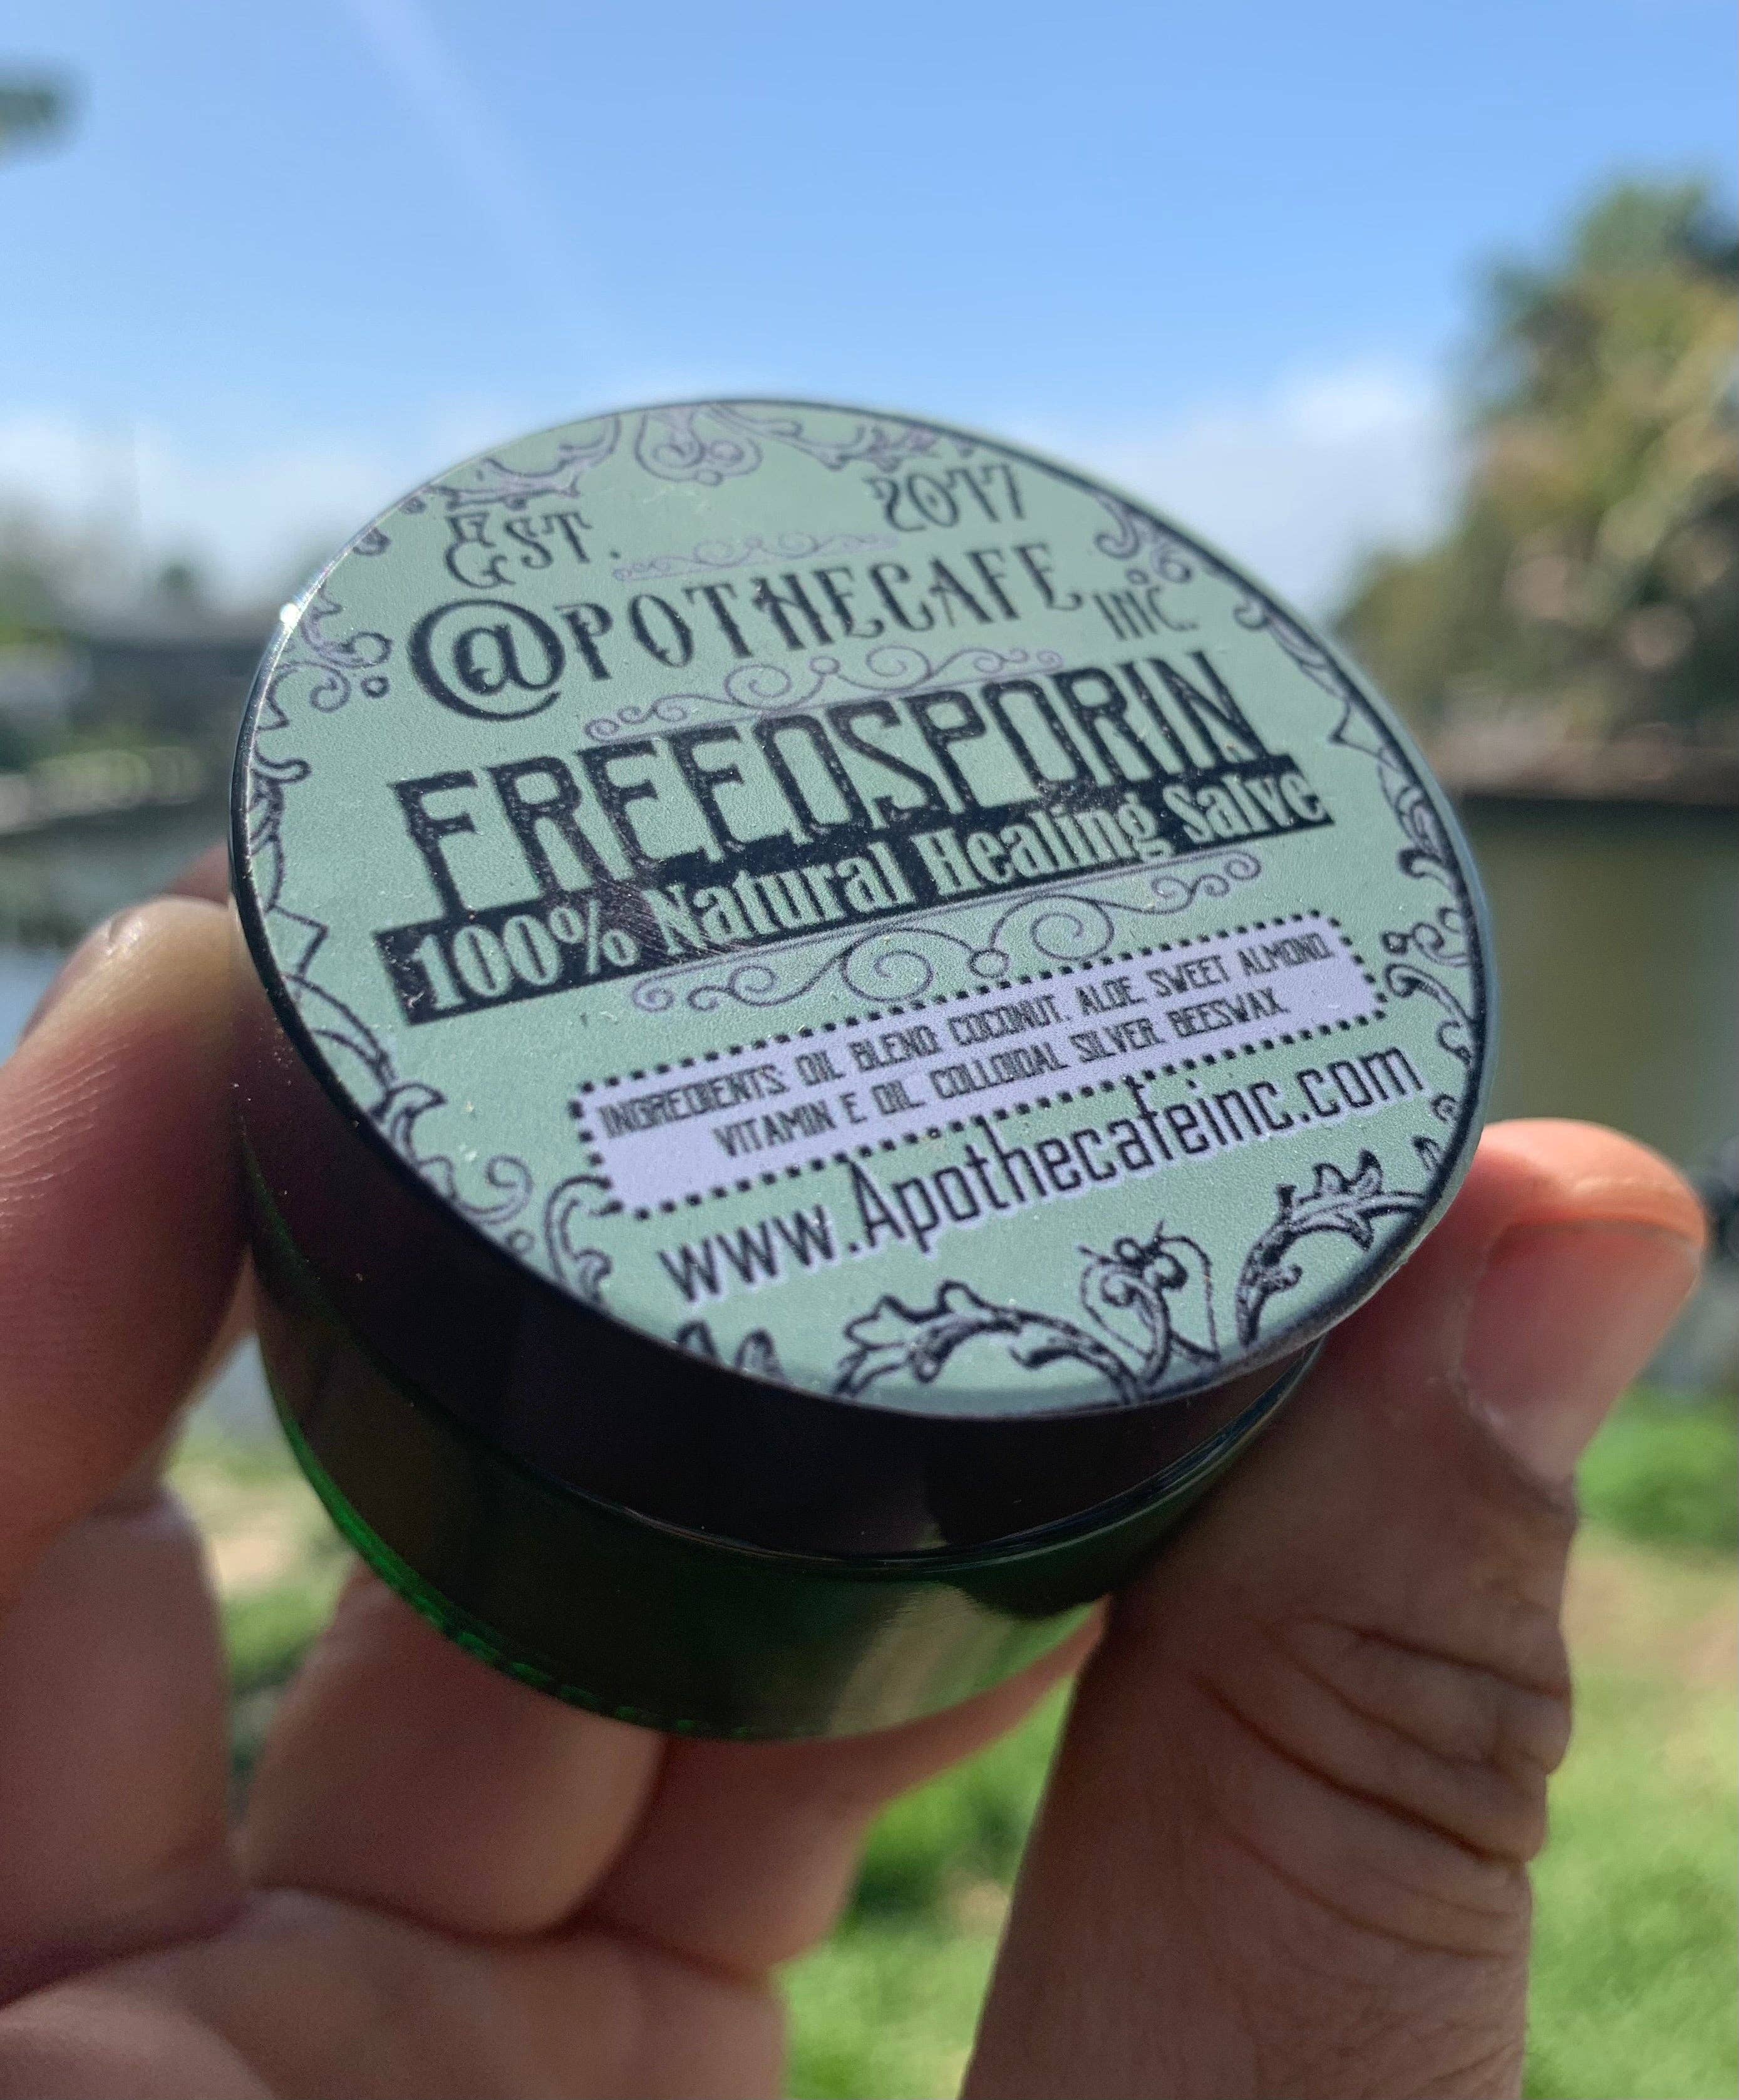 EST. 2017
@POTHECAFE INC.
FREEOSPORIN
100% Natural Healing Salve
INGREDIENTS: OIL BLEND: COCONUT, ALOE SWEET ALMOND
VITAMIN E OIL, COLLOIDAL SILVER BEESWAX
www.Apothecafeinc.com